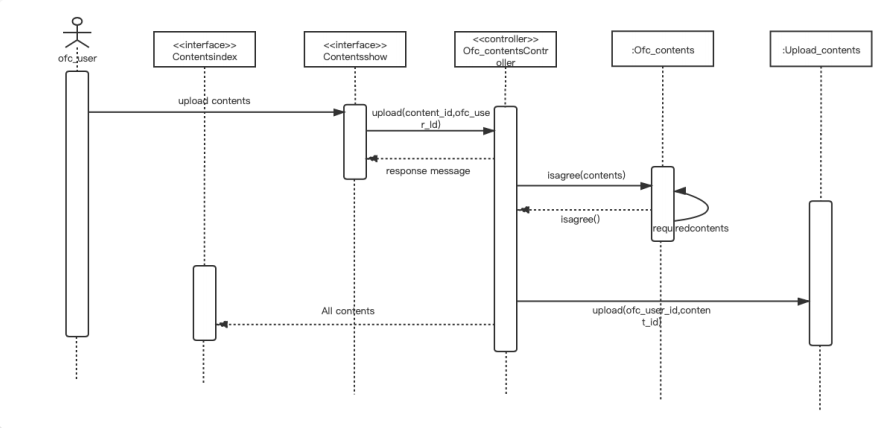 ofc_user
<<interface>>
Contentsindex
<<interface>>
Contentsshow
<<controller>>
Ofc_contentsContr
oller
:Ofc_contents
:Upload_contents
upload contents
upload(content_id,ofc_use
r_Id)
response message
isagree(contents)
isagree()
requiredcontents
All contents
upload(ofc_user_id,conten
t_id)